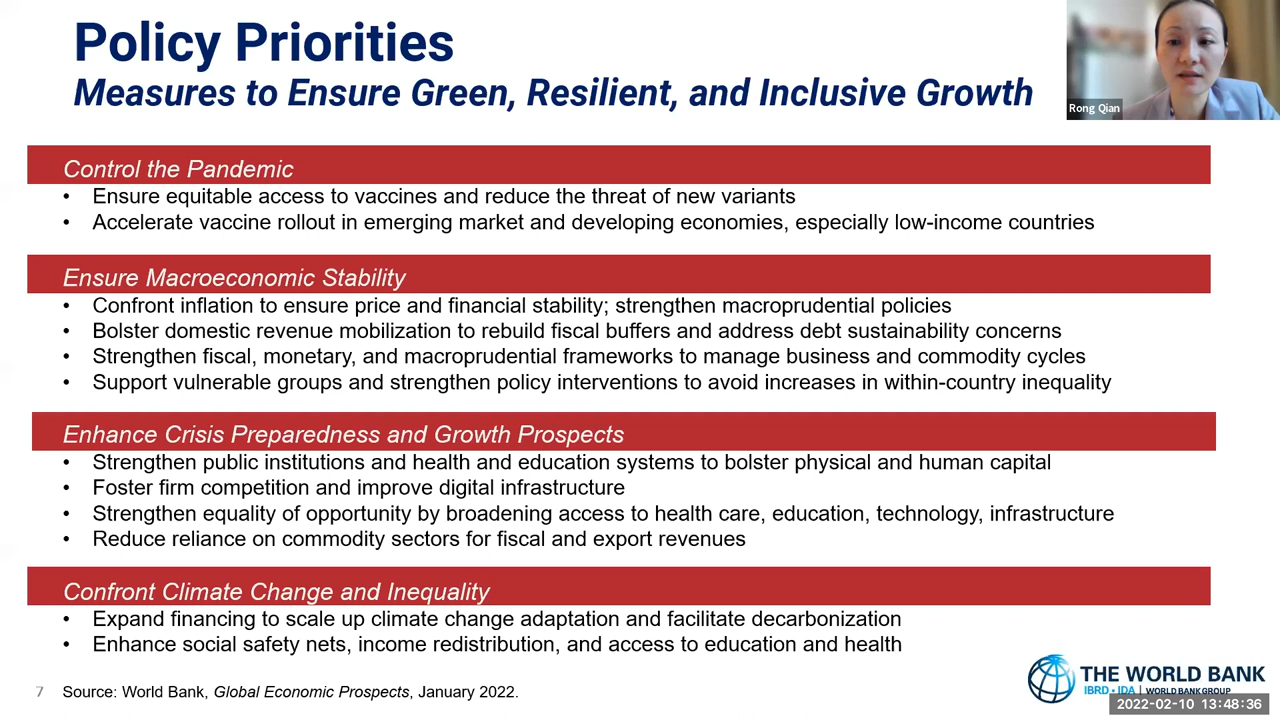 Policy Priorities
Measures to Ensure Green, Resilient, and Inclusive Growth
Rong Qian
Control the Pandemic
• Ensure equitable access to vaccines and reduce the threat of new variants
• Accelerate vaccine rollout in emerging market and developing economies, especially low-income countries
Ensure Macroeconomic Stability
• Confront inflation to ensure price and financial stability; strengthen macroprudential policies
• Bolster domestic revenue mobilization to rebuild fiscal buffers and address debt sustainability concerns
• Strengthen fiscal, monetary, and macroprudential frameworks to manage business and commodity cycles
• Support vulnerable groups and strengthen policy interventions to avoid increases in within-country inequality
Enhance Crisis Preparedness and Growth Prospects
• Strengthen public institutions and health and education systems to bolster physical and human capital
• Foster firm competition and improve digital infrastructure
• Strengthen equality of opportunity by broadening access to health care, education, technology, infrastructure
• Reduce reliance on commodity sectors for fiscal and export revenues
Confront Climate Change and Inequality
• Expand financing to scale up climate change adaptation and facilitate decarbonization
• Enhance social safety nets, income redistribution, and access to education and health
7 Source: World Bank, Global Economic Prospects, January 2022.
THE WORLD BANK
IBRD • IDA | WORLD BANK GROUP
2022-02-10 13:48:36